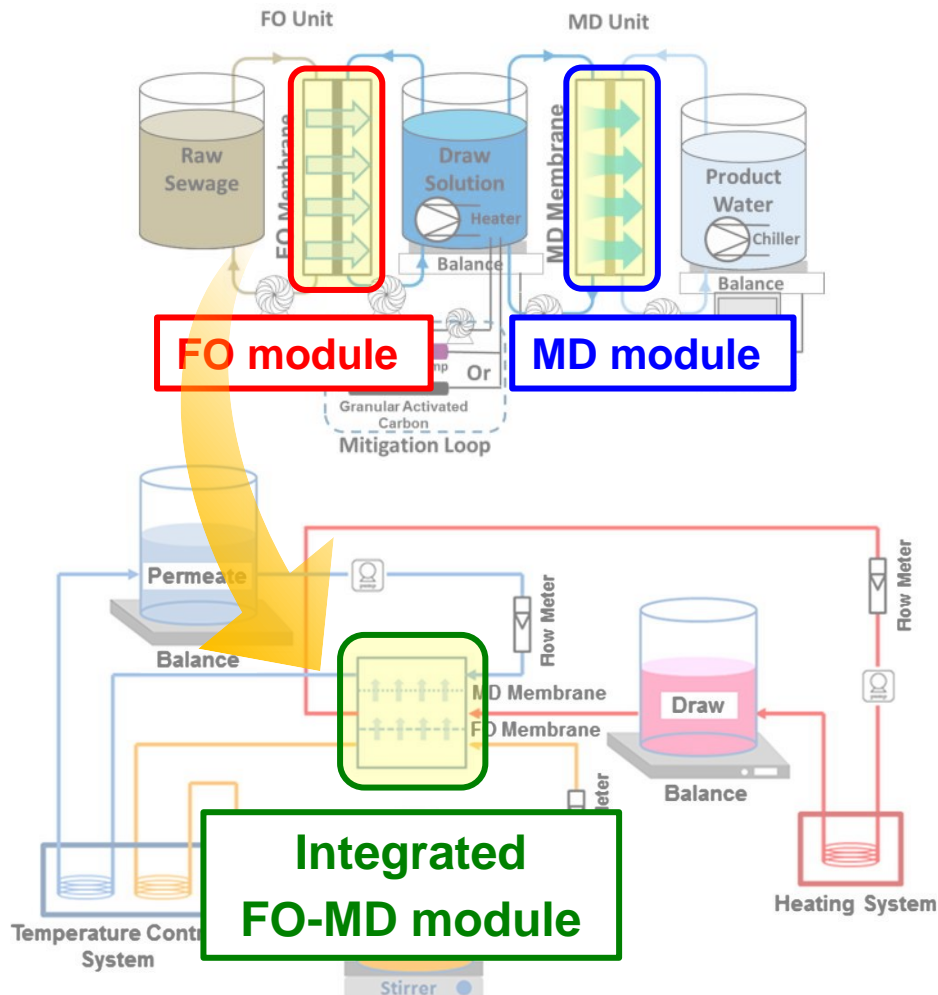 FO Unit
MD Unit
Raw
Sewage
FO Membrane
Draw
Solution
Heater
Balance
MD Membrane
Product
Water
Chiller
Balance
FO module
MD module
Or
Granular Activated
Carbon
Mitigation Loop
Permeate
pump
Flow Meter
Flow Meter
Balance
MD Membrane
FO Membrane
Draw
pump
Balance
Integrated
FO-MD module
Heating System
Temperature
System
Stirrer